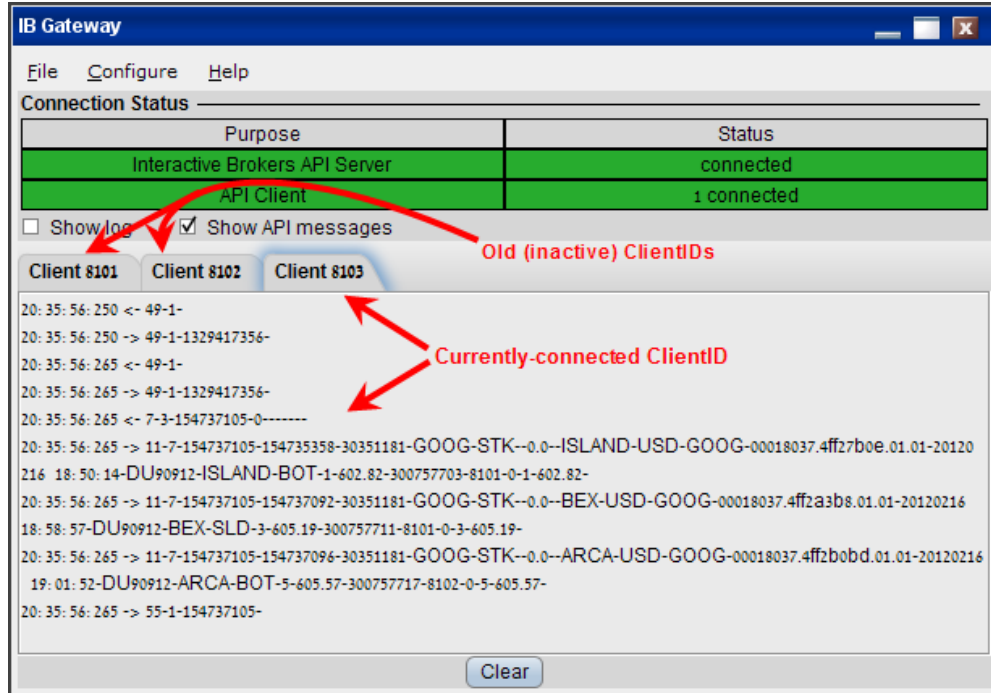 IB Gateway
File Configure Help
Connection Status
Purpose Status
Interactive Brokers API Server connected
API Client 1 connected
Show log Show API messages
Old (inactive) ClientIDs
Client 8101 Client 8102 Client 8103
20:35:56:250 <- 49-1-
20:35:56:250 -> 49-1-1329417356-
20:35:56:265 <- 49-1-
Currently-connected ClientID
20:35:56:265 -> 49-1-1329417356-
20:35:56:265 <- 7-3-154737105-0-------
20:35:56:265 -> 11-7-154737105-154735358-30351181-GOOG-STK--0.0--ISLAND-USD-GOOG-00018037.4ff27b0e.01.01-20120
216 18:50:14-DU90912-ISLAND-BOT-1-602.82-300757703-8101-0-1-602.82-
20:35:56:265 -> 11-7-154737105-154737092-30351181-GOOG-STK--0.0--BEX-USD-GOOG-00018037.4ff2a3b8.01.01-20120216
18:58:57-DU90912-BEX-SLD-3-605.19-300757711-8101-0-3-605.19-
20:35:56:265 -> 11-7-154737105-154737096-30351181-GOOG-STK--0.0--ARCA-USD-GOOG-00018037.4ff2b0bd.01.01-20120216
19:01:52-DU90912-ARCA-BOT-5-605.57-300757717-8102-0-5-605.57-
20:35:56:265 -> 55-1-154737105-
Clear